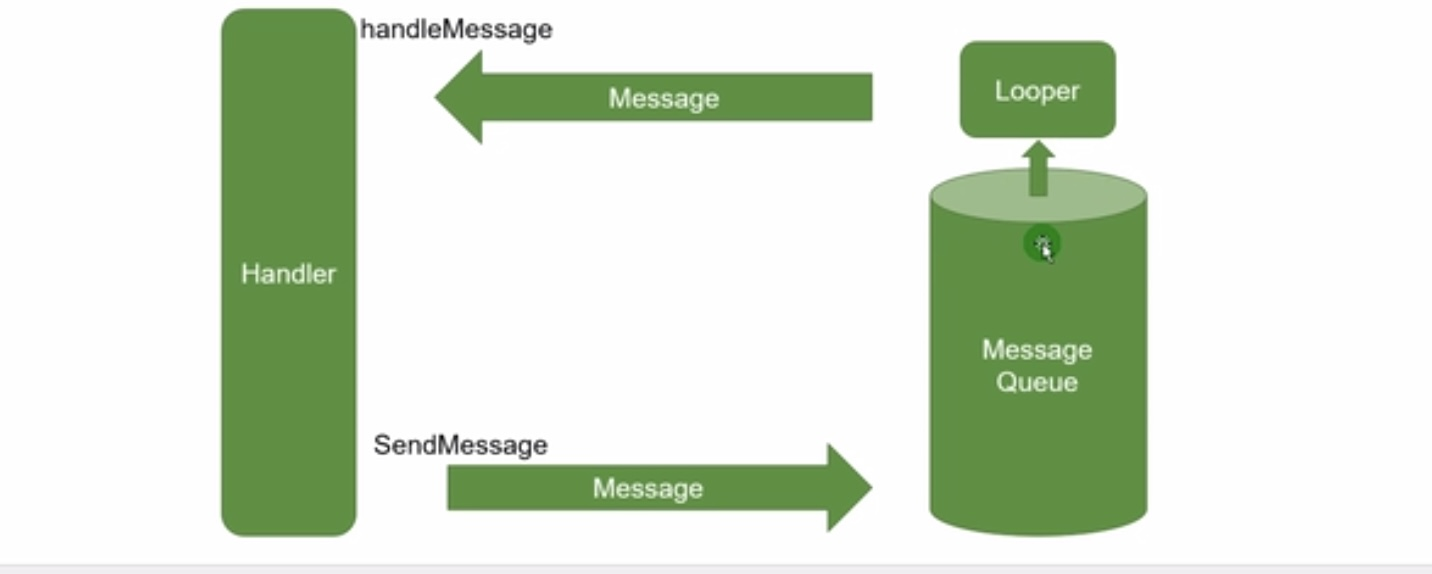 handleMessage
Message
Looper
Handler
Message
Queue
SendMessage
Message